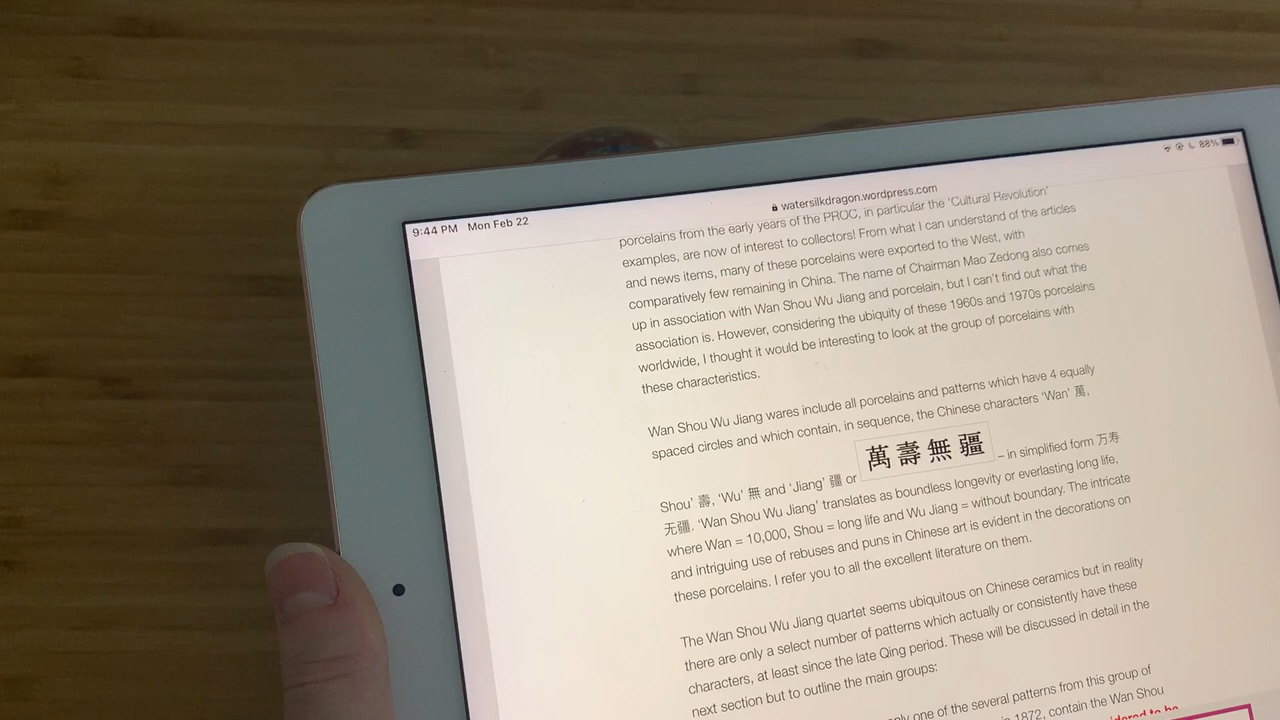 9:44 PM Mon Feb 22
88%
watersilkdragon.wordpress.com
porcelains from the early years of the PROC, in particular the ‘Cultural Revolution’
examples, are now of interest to collectors! From what I can understand of the articles
and news items, many of these porcelains were exported to the West, with
comparatively few remaining in China. The name of Chairman Mao Zedong also comes
up in association with Wan Shou Wu Jiang and porcelain, but I can’t find out what the
association is. However, considering the ubiquity of these 1960s and 1970s porcelains
worldwide, I thought it would be interesting to look at the group of porcelains with
these characteristics.
Wan Shou Wu Jiang wares include all porcelains and patterns which have 4 equally
spaced circles and which contain, in sequence, the Chinese characters ‘Wan’ 萬,
Shou’ 壽, ‘Wu’ 無 and ‘Jiang’ 疆 or 萬壽無疆 – in simplified form 万寿
无疆. ‘Wan Shou Wu Jiang’ translates as boundless longevity or everlasting long life,
where Wan = 10,000, Shou = long life and Wu Jiang = without boundary. The intricate
and intriguing use of rebuses and puns in Chinese art is evident in the decorations on
these porcelains. I refer you to all the excellent literature on them.
The Wan Shou Wu Jiang quartet seems ubiquitous on Chinese ceramics but in reality
there are only a select number of patterns which actually or consistently have these
characters, at least since the late Qing period. These will be discussed in detail in the
next section but to outline the main groups:
only one of the several patterns from this group of
in 1872, contain the Wan Shou
to be